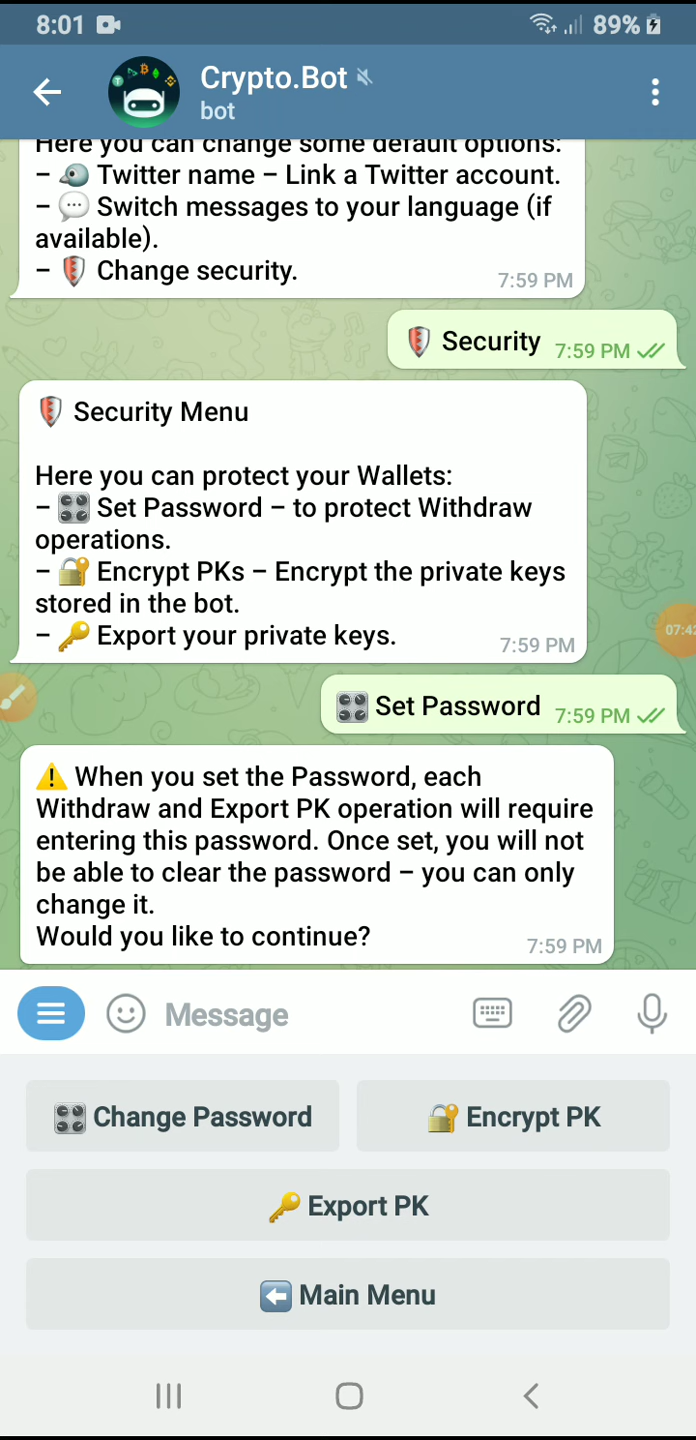 8:01 89%
Crypto.Bot
bot
Here you can change some default options:
– Twitter name – Link a Twitter account.
– Switch messages to your language (if
available).
– Change security.
7:59 PM
Security 7:59 PM
Security Menu
Here you can protect your Wallets:
– Set Password – to protect Withdraw
operations.
– Encrypt PKs – Encrypt the private keys
stored in the bot.
– Export your private keys.
7:59 PM
07:42
Set Password 7:59 PM
When you set the Password, each
Withdraw and Export PK operation will require
entering this password. Once set, you will not
be able to clear the password – you can only
change it.
Would you like to continue?
7:59 PM
Message
Change Password
Encrypt PK
Export PK
Main Menu